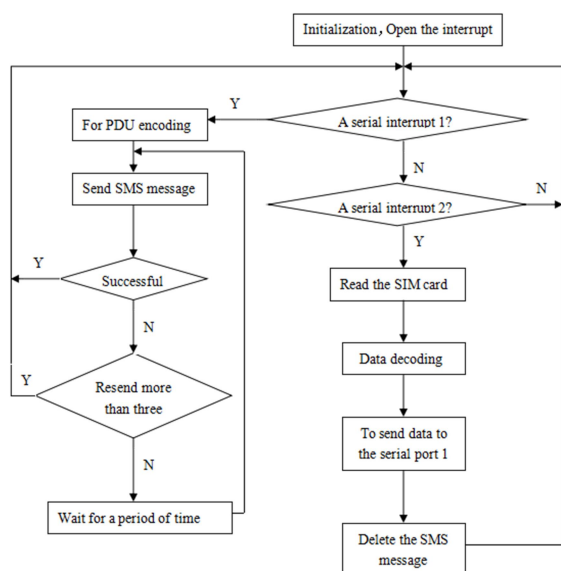 Initialization, Open the interrupt
Y
A serial interrupt 1?
For PDU encoding
N
Send SMS message
A serial interrupt 2?
N
Y
Y
Successful
Read the SIM card
N
Data decoding
Y
Resend more
than three
To send data to
the serial port 1
N
Wait for a period of time
Delete the SMS
message